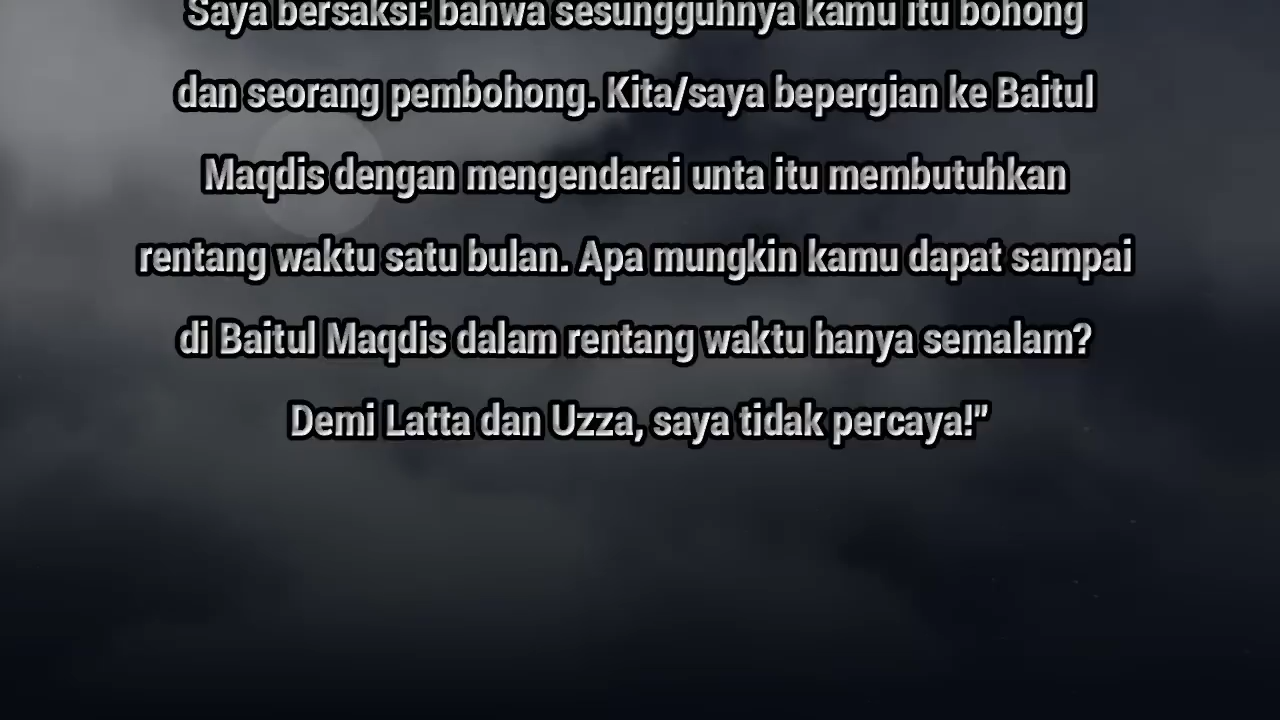 Saya bersaksi: bahwa sesungguhnya kamu itu bohong
dan seorang pembohong. Kita/saya bepergian ke Baitul
Maqdis dengan mengendarai unta itu membutuhkan
rentang waktu satu bulan. Apa mungkin kamu dapat sampai
di Baitul Maqdis dalam rentang waktu hanya semalam?
Demi Latta dan Uzza, saya tidak percaya!"